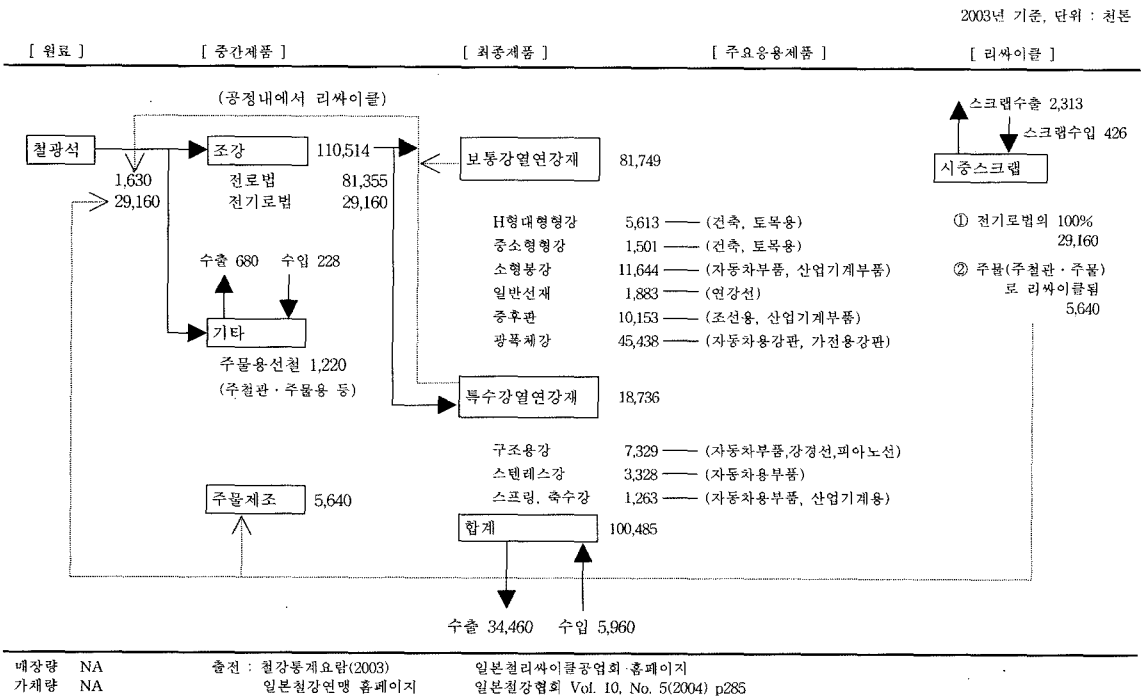 2003년 기준, 단위 : 천톤
[ 원료 ] [ 중간제품 ] [ 최종제품 ] [ 주요응용제품 ] [ 리싸이클 ]
(공정내에서 리싸이클)
철광석
1,630
29,160
조강 110,514
전로법 81,355
전기로법 29,160
수출 680 수입 228
기타
주물용선철 1,220
(주철관·주물용 등)
주물제조 5,640
보통강열연강재 81,749
H형대형형강 5,613 (건축, 토목용)
중소형형강 1,501 (건축, 토목용)
소형봉강 11,644 (자동차부품, 산업기계부품)
일반선재 1,883 (연강선)
중후판 10,153 (조선용, 산업기계부품)
광폭체강 45,438 (자동차용강판, 가전용강판)
특수강열연강재 18,736
구조용강 7,329 (자동차부품,강경선,피아노선)
스텐레스강 3,328 (자동차용부품)
스프링, 축수강 1,263 (자동차용부품, 산업기계용)
합계 100,485
수출 34,460 수입 5,960
스크랩수출 2,313
스크랩수입 426
시중스크랩
① 전기로법의 100%
29,160
② 주물(주철관·주물)
로 리싸이클됨
5,640
매장량 NA 출전 : 철강통계요람(2003) 일본철리싸이클공업회 홈페이지
가채량 NA 일본철강연맹 홈페이지 일본철강협회 Vol. 10, No. 5(2004) p285